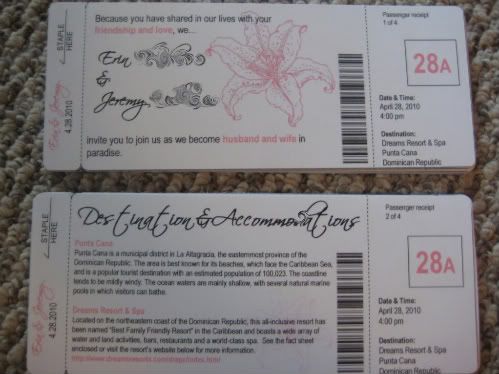 STAPLE
HERE
Erin & Jeremy
4.28.2010
Because you have shared in our lives with your
friendship and love, we...
Erin
&
Jeremy
invite you to join us as we become husband and wife in
paradise.
Passenger receipt
1 of 4
28A
Date & Time:
April 28, 2010
4:00 pm
Destination:
Dreams Resort & Spa
Punta Cana
Dominican Republic
STAPLE
HERE
Erin & Jeremy
4.28.2010
Destination & Accommodations
Punta Cana
Punta Cana is a municipal district in La Altagracia, the easternmost province of the
Dominican Republic. The area is best known for its beaches, which face the Caribbean Sea,
and is a popular tourist destination with an estimated population of 100,023. The coastline
tends to be mildly windy. The ocean waters are mainly shallow, with several natural marine
pools in which visitors can bathe.
Dreams Resort & Spa
Located on the northeastern coast of the Dominican Republic, this all-inclusive resort has
been named "Best Family Friendly Resort" in the Caribbean and boasts a wide array of
water and land activities, bars, restaurants and a world-class spa. See the fact sheet
enclosed or visit the resort's website below for more information.
Passenger receipt
2 of 4
28A
Date & Time:
April 28, 2010
4:00 pm
Destination:
Dreams Resort & Spa
Punta Cana
Dominican Republic